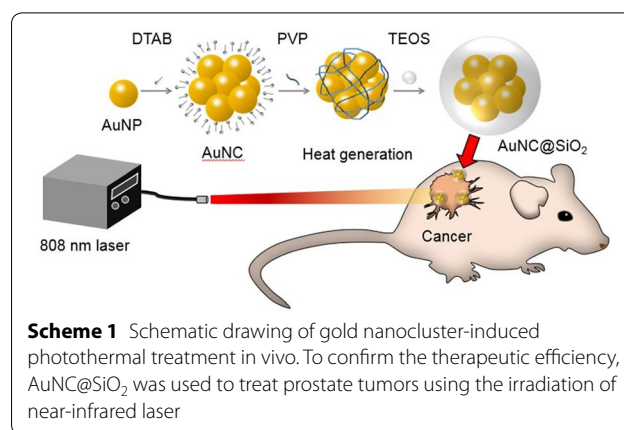 DTAB PVP TEOS
AuNP
AuNC
Heat generation
AuNC@SiO₂
808 nm laser
Cancer
Scheme 1 Schematic drawing of gold nanocluster-induced
photothermal treatment in vivo. To confirm the therapeutic efficiency,
AuNC@SiO₂ was used to treat prostate tumors using the irradiation of
near-infrared laser